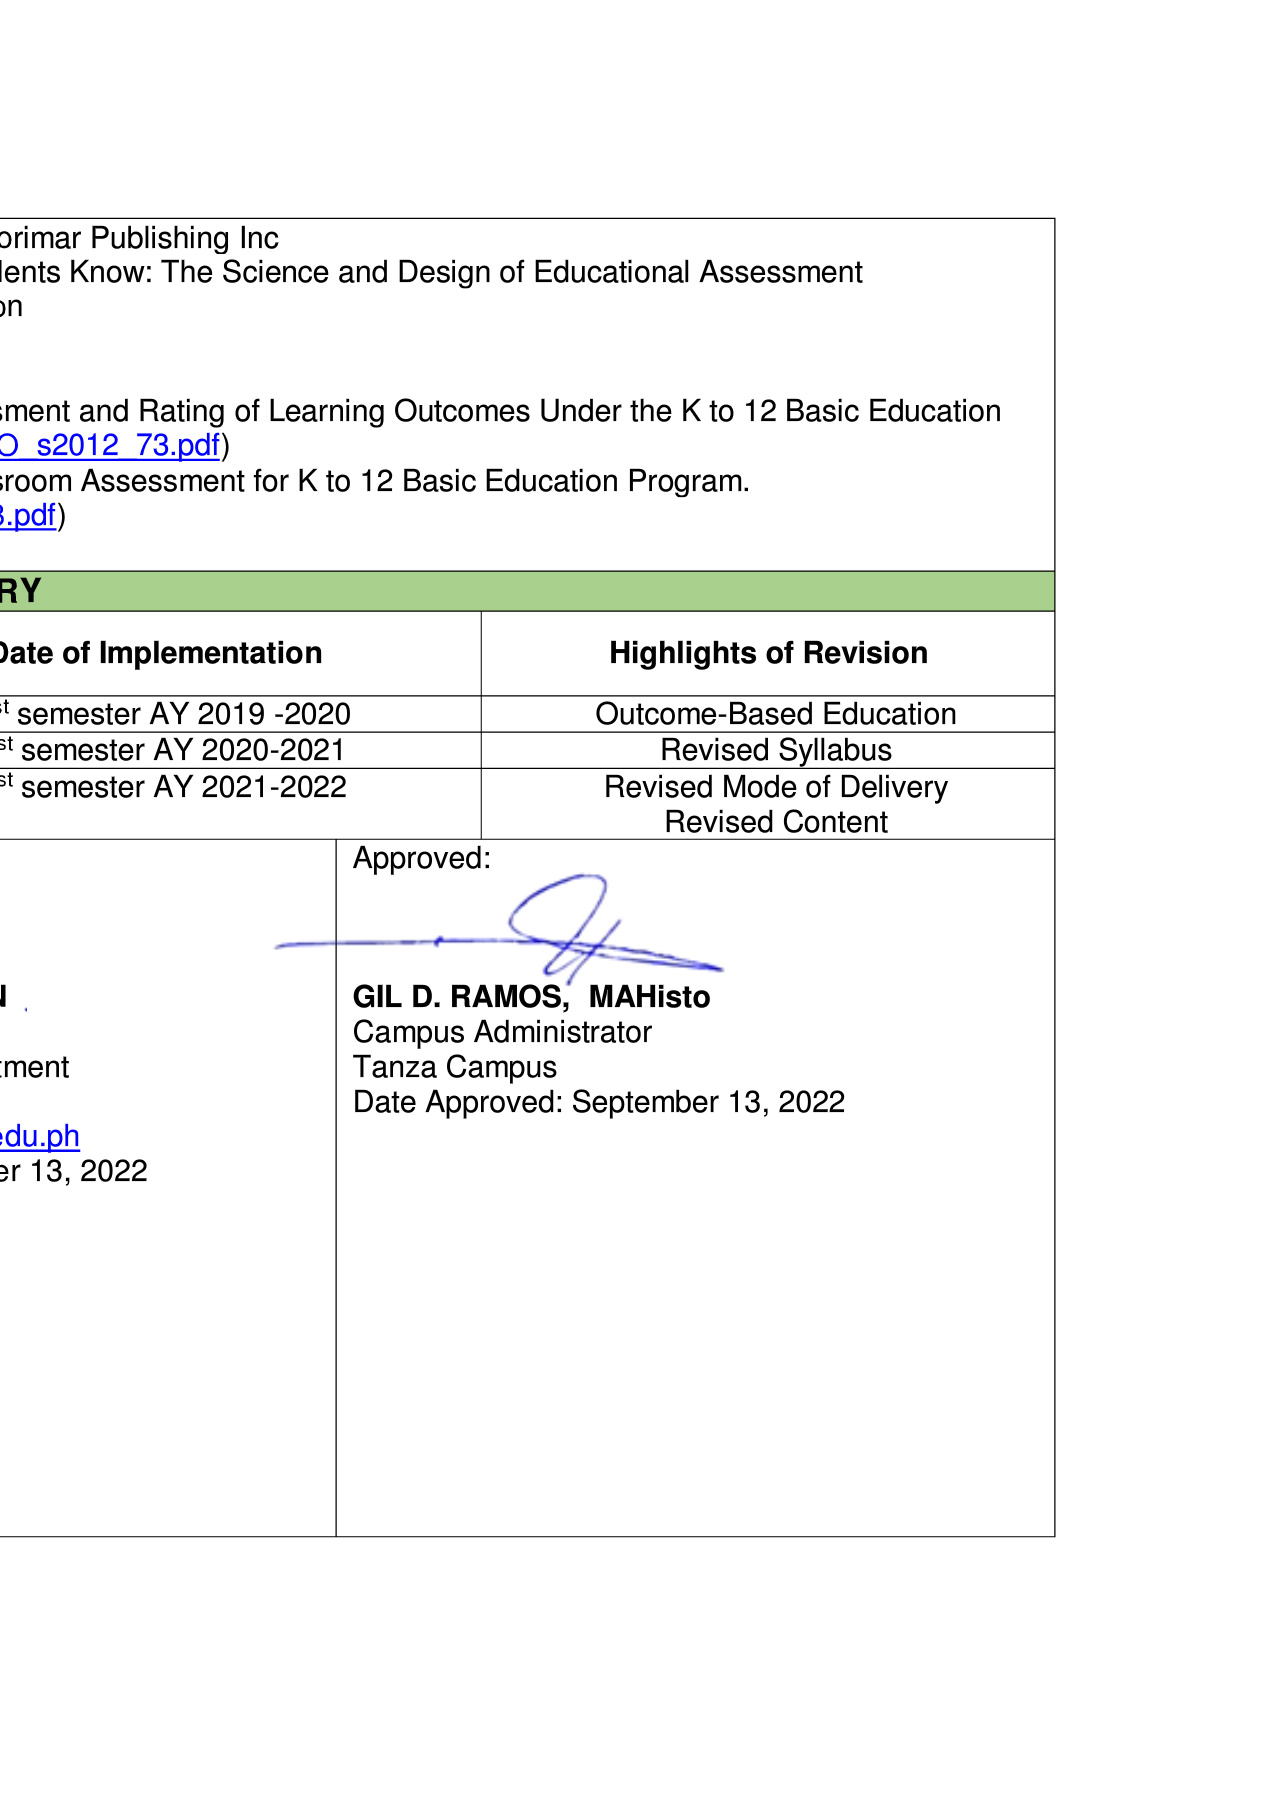 orimar Publishing Inc
lents Know: The Science and Design of Educational Assessment
on
sment and Rating of Learning Outcomes Under the K to 12 Basic Education
O_s2012_73.pdf)
sroom Assessment for K to 12 Basic Education Program.
3.pdf)
RY
Date of Implementation Highlights of Revision
st semester AY 2019 -2020 Outcome-Based Education
st semester AY 2020-2021 Revised Syllabus
st semester AY 2021-2022 Revised Mode of Delivery
Revised Content
Approved:
N
GIL D. RAMOS, MAHisto
Campus Administrator
tment
Tanza Campus
Date Approved: September 13, 2022
edu.ph
er 13, 2022